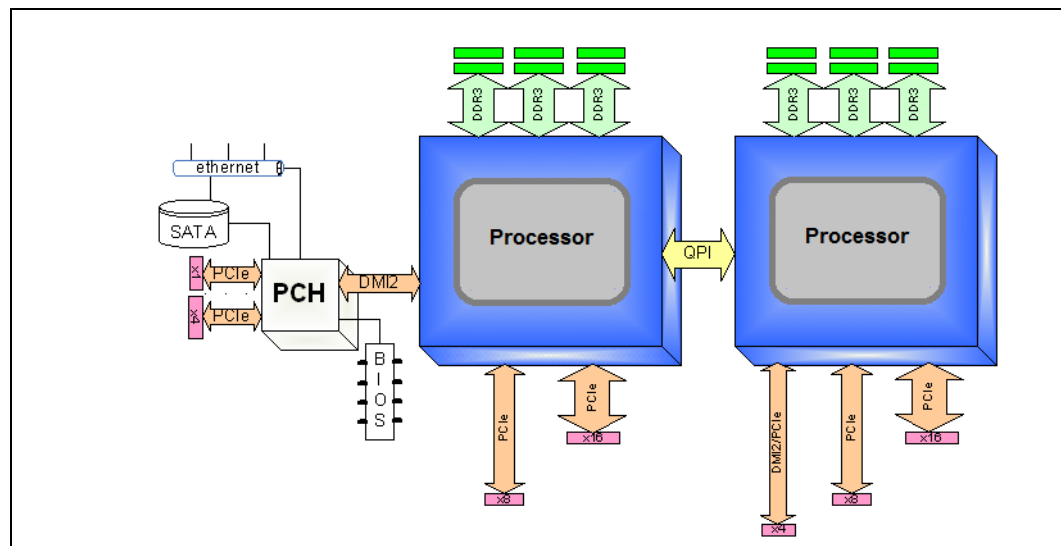 DDR3
DDR3
DDR3
DDR3
DDR3
DDR3
ethernet
SATA
Processor
Processor
QPI
x1
PCIe
PCH
DMI2
x4
PCIe
BIOS
PCIe
PCIe
x16
x8
DMI2/PCIe
PCIe
PCIe
x16
x8
x4